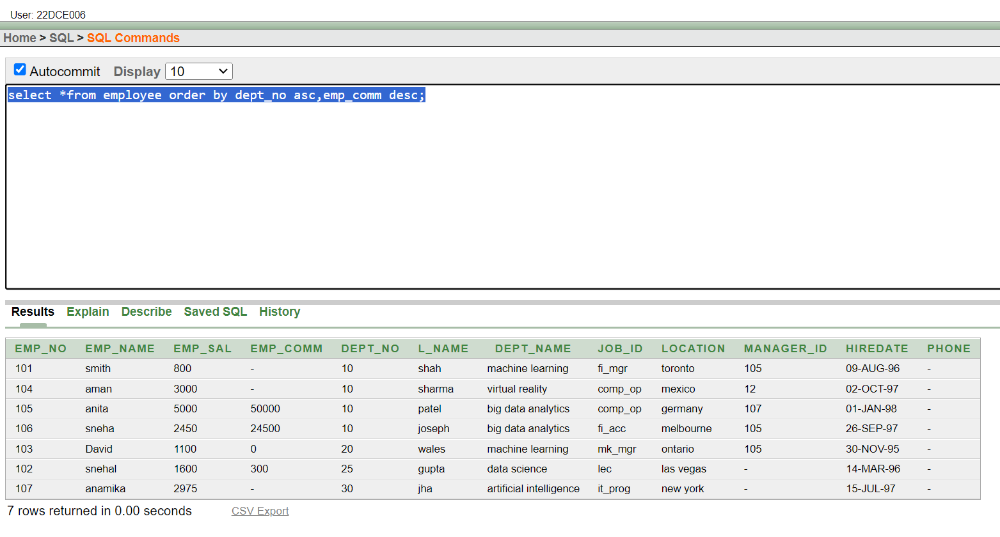 User: 22DCE006
Home > SQL > SQL Commands
Autocommit Display 10
select *from employee order by dept_no asc,emp_comm desc;
Results Explain Describe Saved SQL History
EMP_NO EMP_NAME EMP_SAL EMP_COMM DEPT_NO L_NAME DEPT_NAME JOB_ID LOCATION MANAGER_ID HIREDATE PHONE
101 smith 800 - 10 shah machine learning fi_mgr toronto 105 09-AUG-96 -
104 aman 3000 - 10 sharma virtual reality comp_op mexico 12 02-OCT-97 -
105 anita 5000 50000 10 patel big data analytics comp_op germany 107 01-JAN-98 -
106 sneha 2450 24500 10 joseph big data analytics fi_acc melbourne 105 26-SEP-97 -
103 David 1100 0 20 wales machine learning mk_mgr ontario 105 30-NOV-95 -
102 snehal 1600 300 25 gupta data science lec las vegas - 14-MAR-96 -
107 anamika 2975 - 30 jha artificial intelligence it_prog new york - 15-JUL-97 -
7 rows returned in 0.00 seconds CSV Export